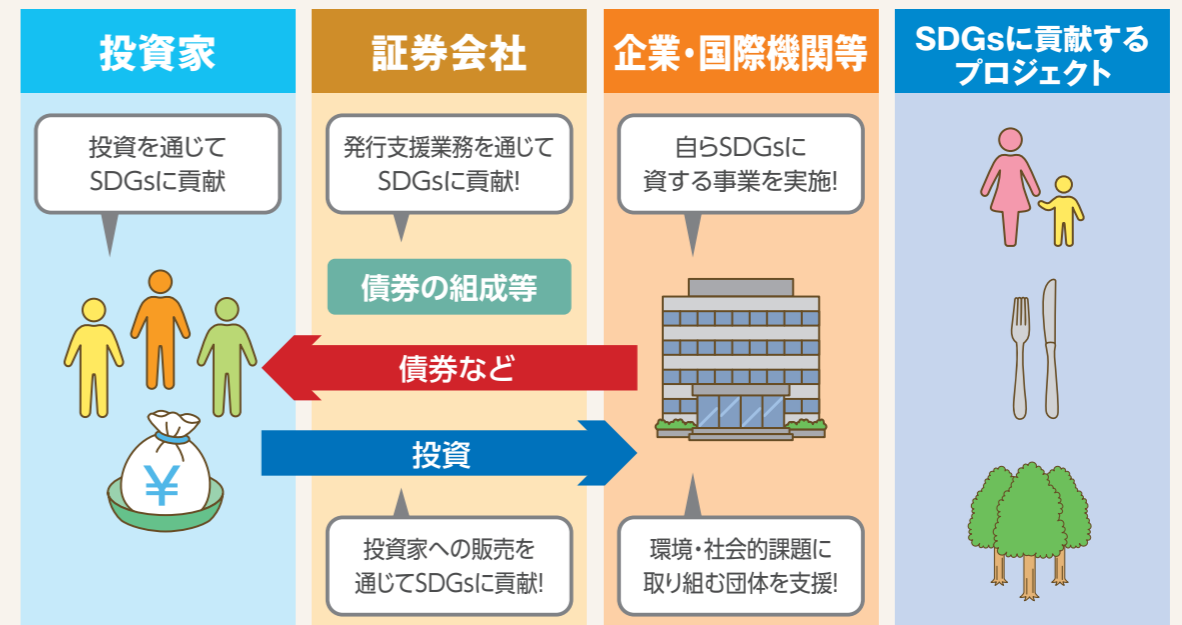 投資家
証券会社
企業・国際機関等
SDGsに貢献する
プロジェクト
投資を通じて
SDGsに貢献
発行支援業務を通じて
SDGsに貢献!
自らSDGsに
資する事業を実施!
債券の組成等
債券など
投資
¥
投資家への販売を
通じてSDGsに貢献!
環境・社会的課題に
取り組む団体を支援!